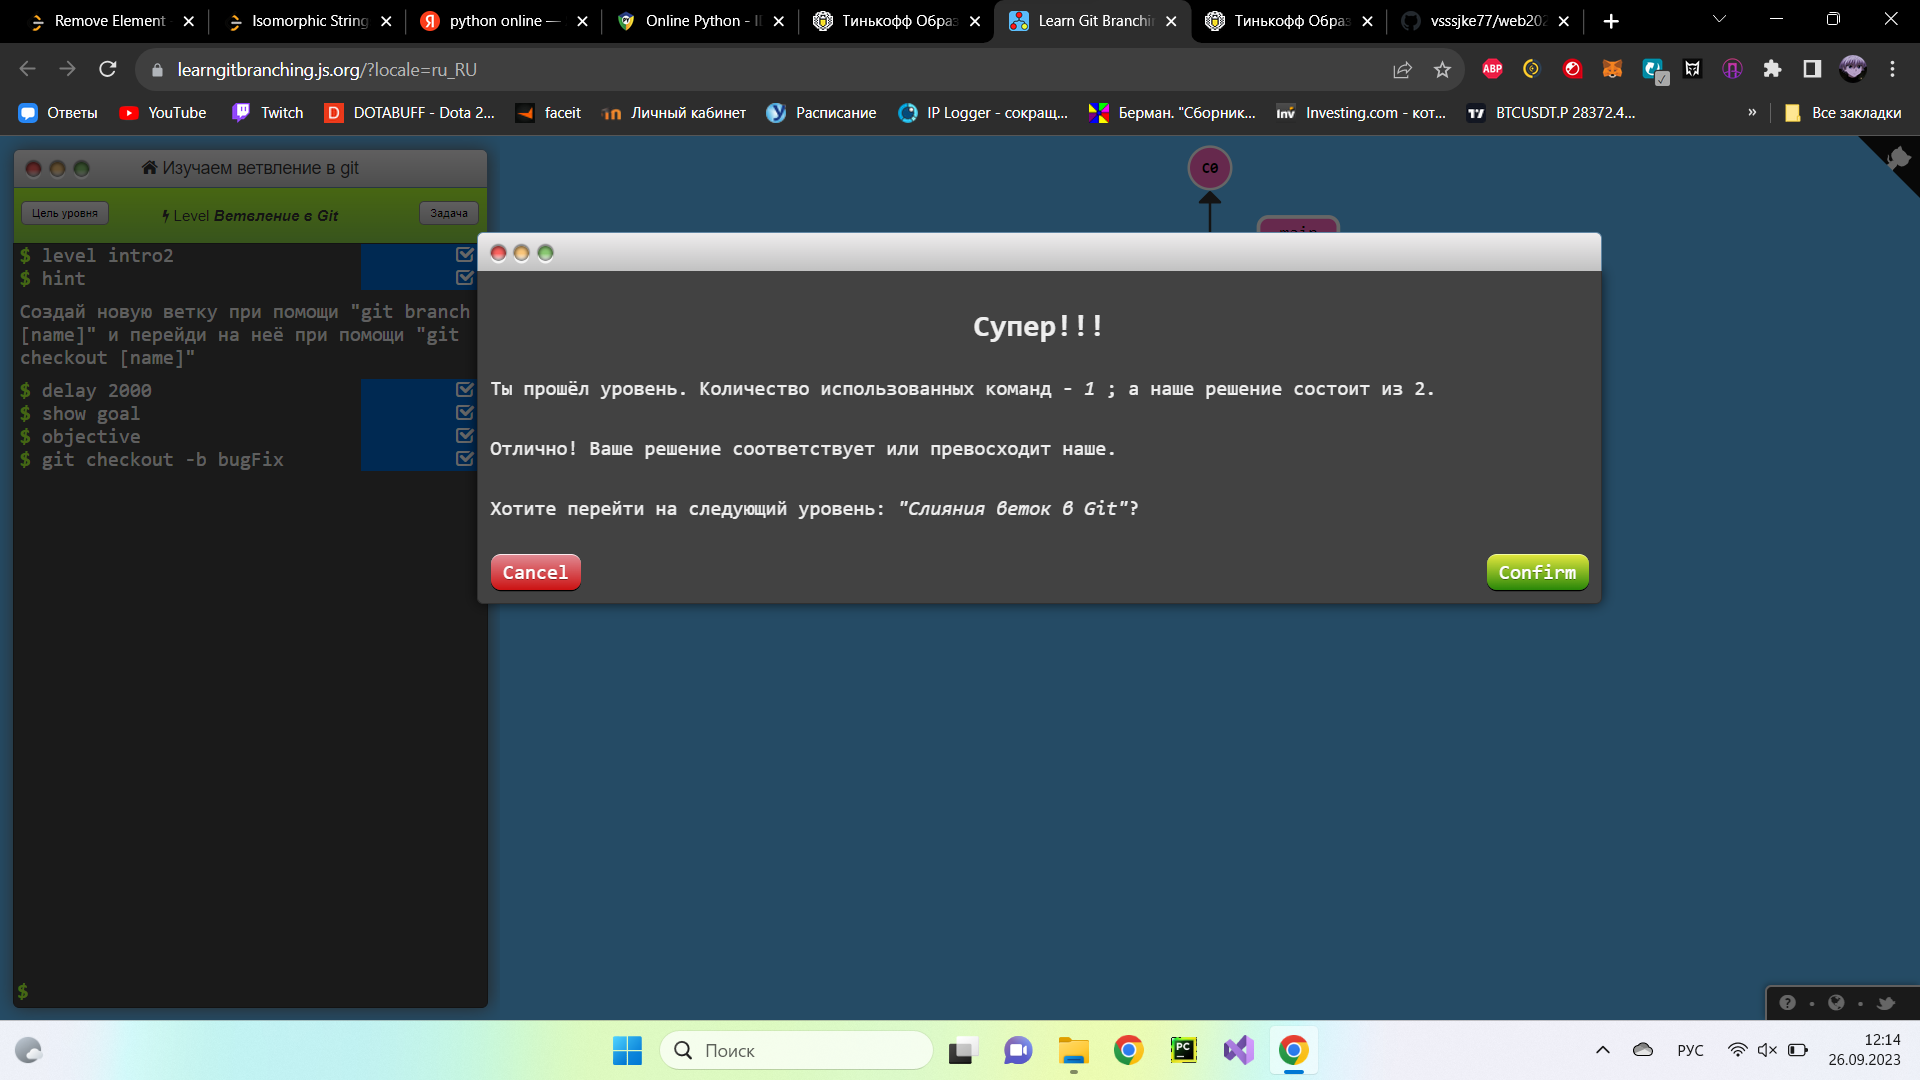 Remove Element
Isomorphic String
python online —
Online Python - I
Тинькофф Образ
Learn Git Branchi
Тинькофф Образ
vsssjke77/web202
learngitbranching.js.org/?locale=ru_RU
ABP
Ответы
YouTube
Twitch
DOTABUFF - Dota 2...
faceit
Личный кабинет
Расписание
IP Logger - сокращ...
Берман. "Сборник...
Investing.com - кот...
BTCUSDT.P 28372.4...
»
Все закладки
Изучаем ветвление в git
Цель уровня
Level Ветвление в Git
Задача
$ level intro2
$ hint
Создай новую ветку при помощи "git branch
[name]" и перейди на неё при помощи "git
checkout [name]"
$ delay 2000
$ show goal
$ objective
$ git checkout -b bugFix
$
C0
main
Супер!!!
Ты прошёл уровень. Количество использованных команд - 1 ; а наше решение состоит из 2.
Отлично! Ваше решение соответствует или превосходит наше.
Хотите перейти на следующий уровень: "Слияния веток в Git"?
Cancel
Confirm
Поиск
PC
РУС
12:14
26.09.2023